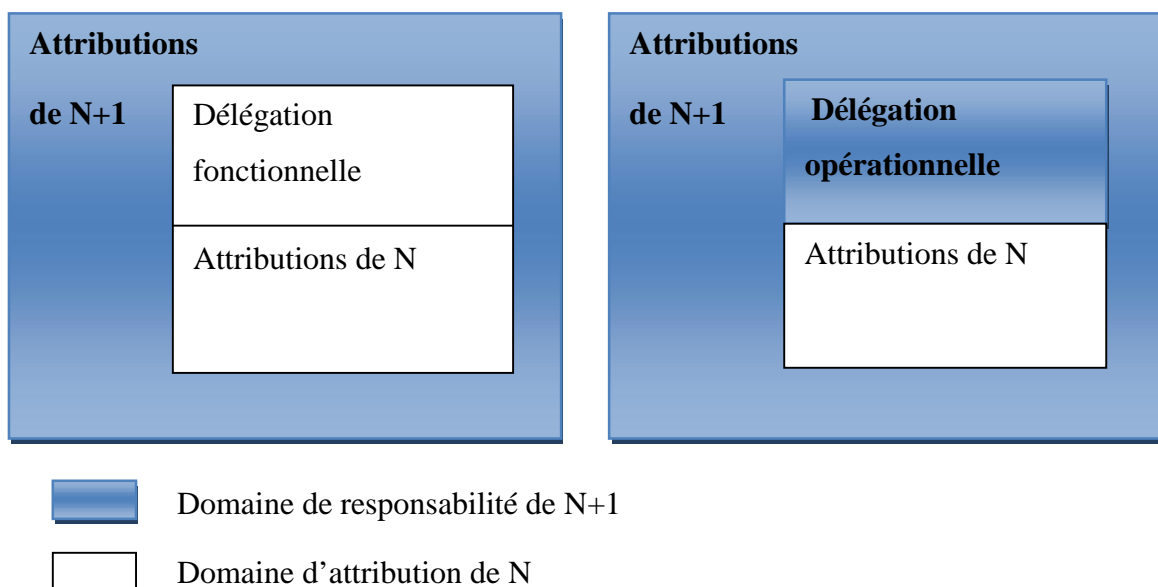 Attributions
de N+1
Délégation
fonctionnelle
Attributions de N
Attributions
de N+1
Délégation
opérationnelle
Attributions de N
Domaine de responsabilité de N+1
Domaine d’attribution de N